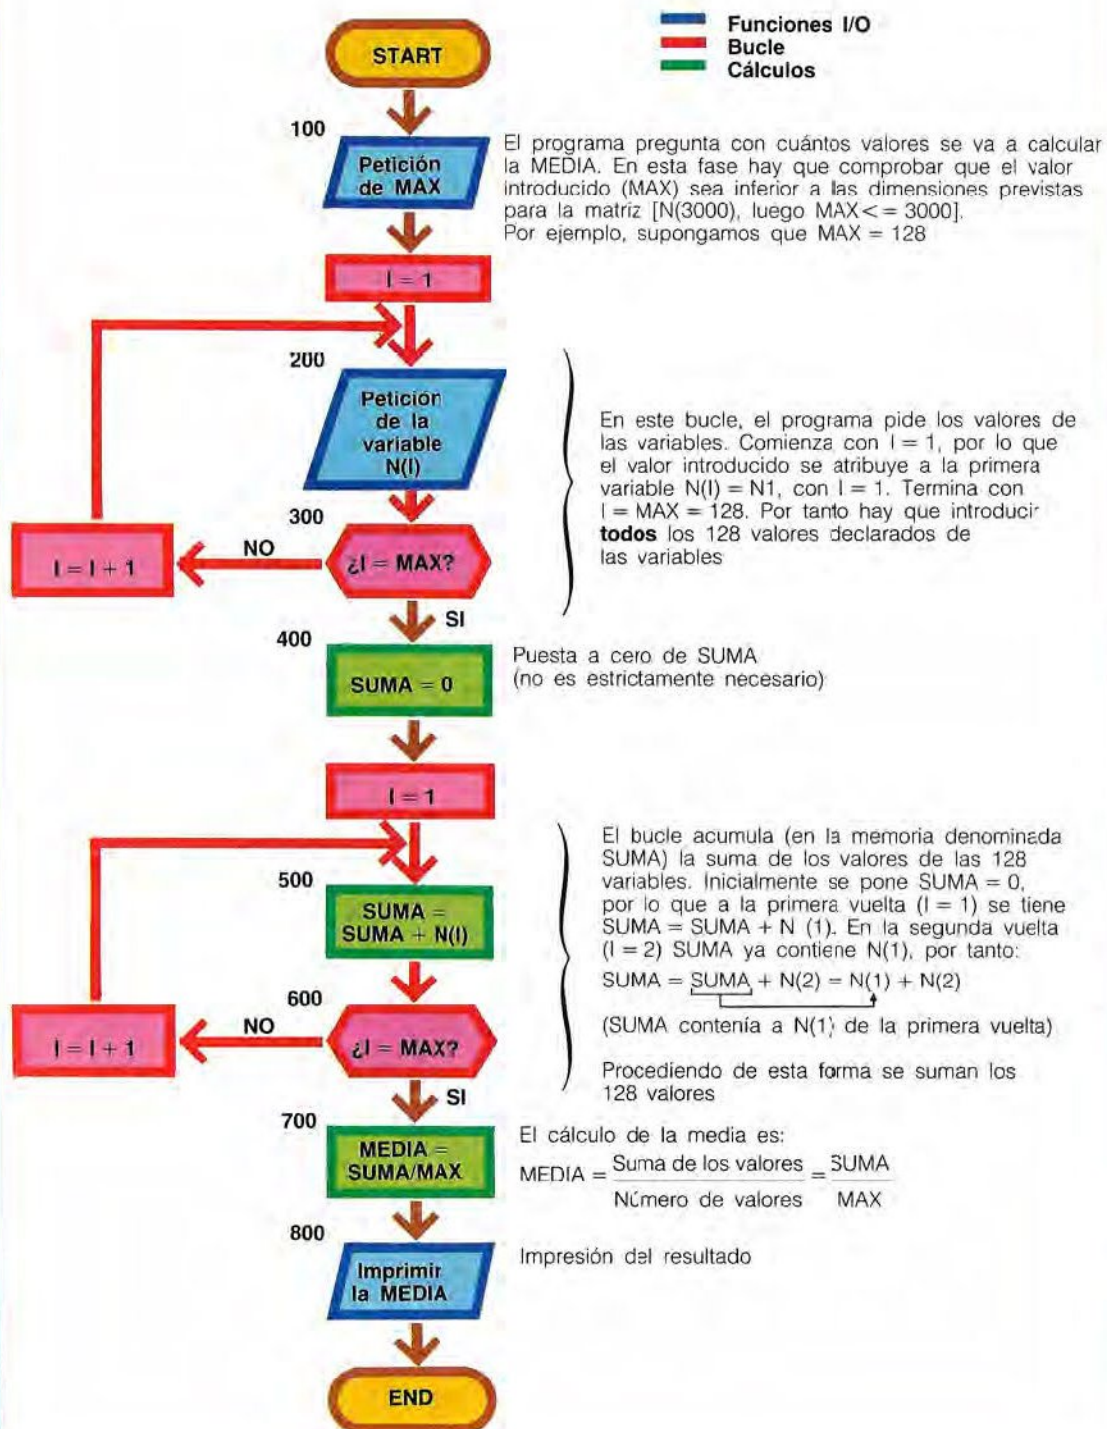 Funciones I/O
Bucle
Cálculos
START
100
Petición
de MAX
El programa pregunta con cuántos valores se va a calcular
la MEDIA. En esta fase hay que comprobar que el valor
introducido (MAX) sea inferior a las dimensiones previstas
para la matriz [N(3000), luego MAX<= 3000].
Por ejemplo, supongamos que MAX = 128
I = 1
200
Petición
de la
variable
N(I)
En este bucle, el programa pide los valores de
las variables. Comienza con I = 1, por lo que
el valor introducido se atribuye a la primera
variable N(I) = N1, con I = 1. Termina con
I = MAX = 128. Por tanto hay que introducir
todos los 128 valores declarados de
las variables
300
¿I = MAX?
NO
I = I + 1
SI
400
SUMA = 0
Puesta a cero de SUMA
(no es estrictamente necesario)
I = 1
500
SUMA =
SUMA + N(I)
El bucle acumula (en la memoria denominada
SUMA) la suma de los valores de las 128
variables. Inicialmente se pone SUMA = 0,
por lo que a la primera vuelta (I = 1) se tiene
SUMA = SUMA + N (1). En la segunda vuelta
(I = 2) SUMA ya contiene N(1), por tanto:
SUMA = SUMA + N(2) = N(1) + N(2)
(SUMA contenía a N(1) de la primera vuelta)
Procediendo de esta forma se suman los
128 valores
600
¿I = MAX?
NO
I = I + 1
SI
700
MEDIA =
SUMA/MAX
El cálculo de la media es:
MEDIA = Suma de los valores = SUMA
Número de valores MAX
800
Imprimir
la MEDIA
Impresión del resultado
END